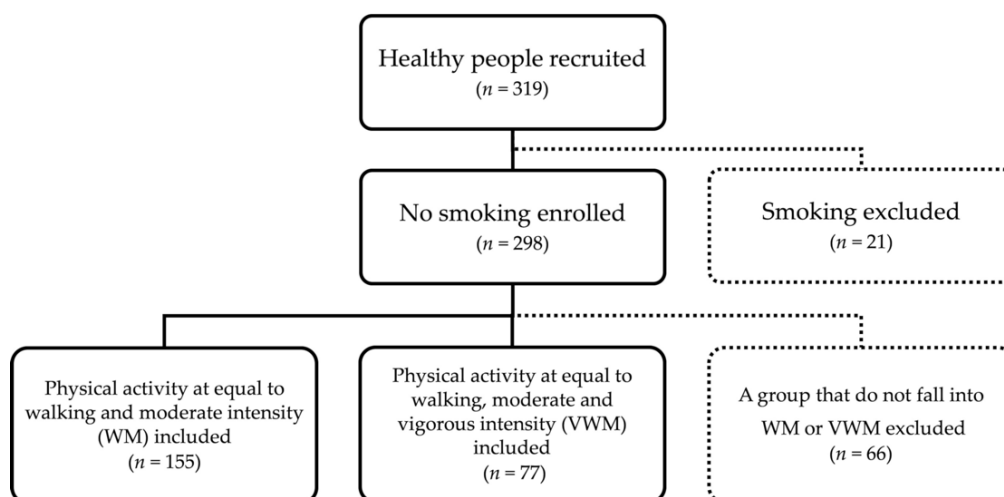 Healthy people recruited
(n = 319)
No smoking enrolled
(n = 298)
Smoking excluded
(n = 21)
Physical activity at equal to
walking and moderate intensity
(WM) included
(n = 155)
Physical activity at equal to
walking, moderate and
vigorous intensity (VWM)
included
(n = 77)
A group that do not fall into
WM or VWM excluded
(n = 66)